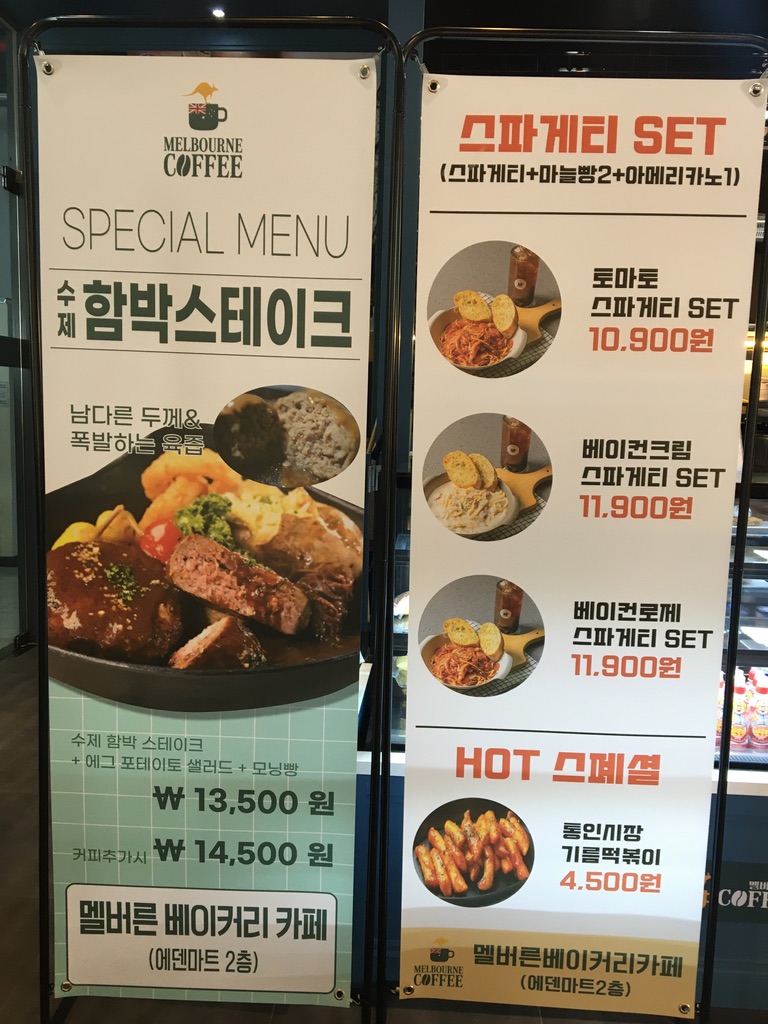 MELBOURNE
COFFEE
SPECIAL MENU
수제 함박스테이크
남다른 두께&
폭발하는 육즙
수제 함박 스테이크
+ 에그 포테이토 샐러드 + 모닝빵
₩ 13,500 원
커피추가시 ₩ 14,500 원
멜버른 베이커리 카페
(에덴마트 2층)
스파게티 SET
(스파게티+마늘빵2+아메리카노1)
토마토
스파게티 SET
10,900원
베이컨크림
스파게티 SET
11,900원
베이컨로제
스파게티 SET
11,900원
HOT 스페셜
통인시장
기름떡볶이
4,500원
MELBOURNE
COFFEE
멜버른베이커리카페
(에덴마트2층)